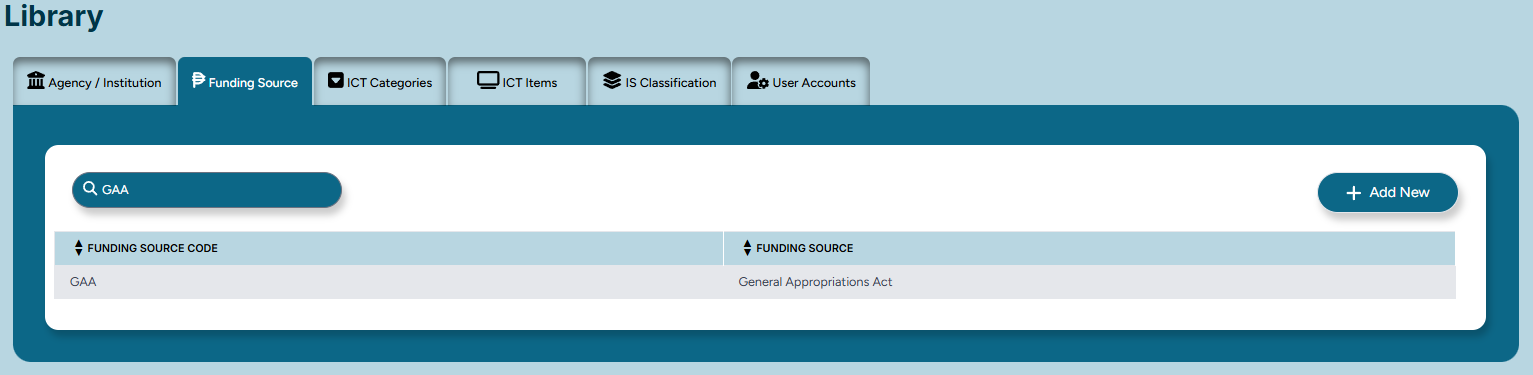 Library
Agency / Institution Funding Source ICT Categories ICT Items IS Classification User Accounts
GAA Add New
FUNDING SOURCE CODE FUNDING SOURCE
GAA General Appropriations Act